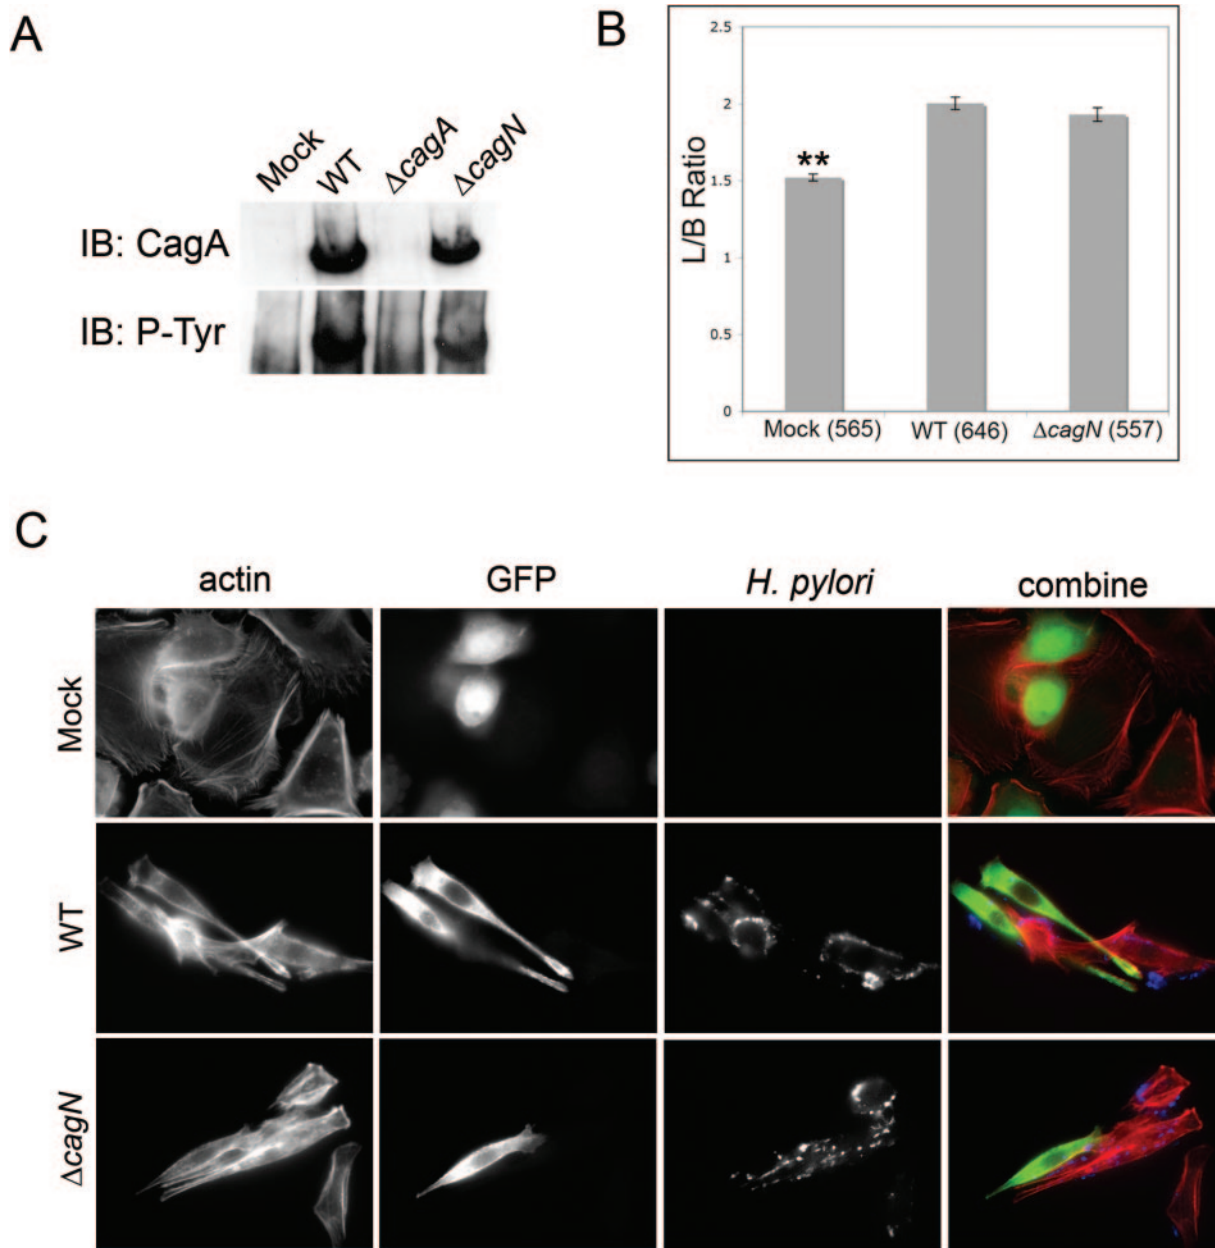 A
Mock WT ΔcagA ΔcagN
IB: CagA
IB: P-Tyr
B
L/B Ratio
2.5
2
1.5
1
0.5
0
**
Mock (565) WT (646) ΔcagN (557)
C
actin GFP H. pylori combine
Mock
WT
ΔcagN